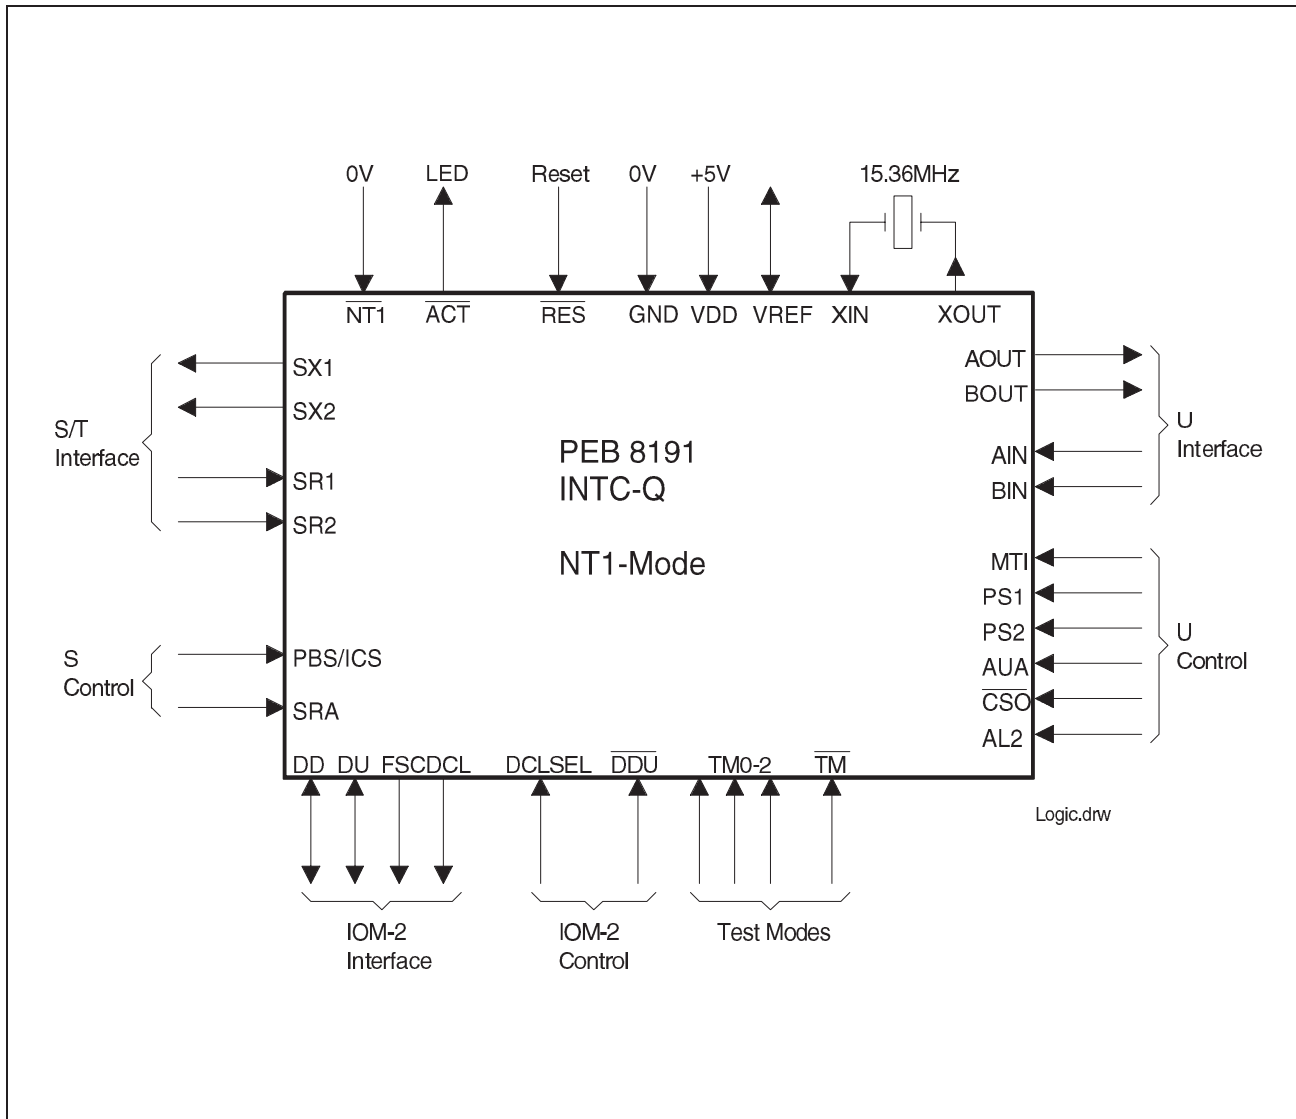 0V LED Reset 0V +5V 15.36MHz
NT1 ACT RES GND VDD VREF XIN XOUT
SX1
SX2
S/T
Interface
SR1
SR2
AOUT
BOUT
U
Interface
AIN
BIN
PEB 8191
INTC-Q
NT1-Mode
MTI
PS1
PS2
AUA
CSO
AL2
U
Control
S
Control
PBS/ICS
SRA
DD DU FSCDCL DCLSEL DDU TM0-2 TM
Logic.drw
IOM-2
Interface
IOM-2
Control
Test Modes